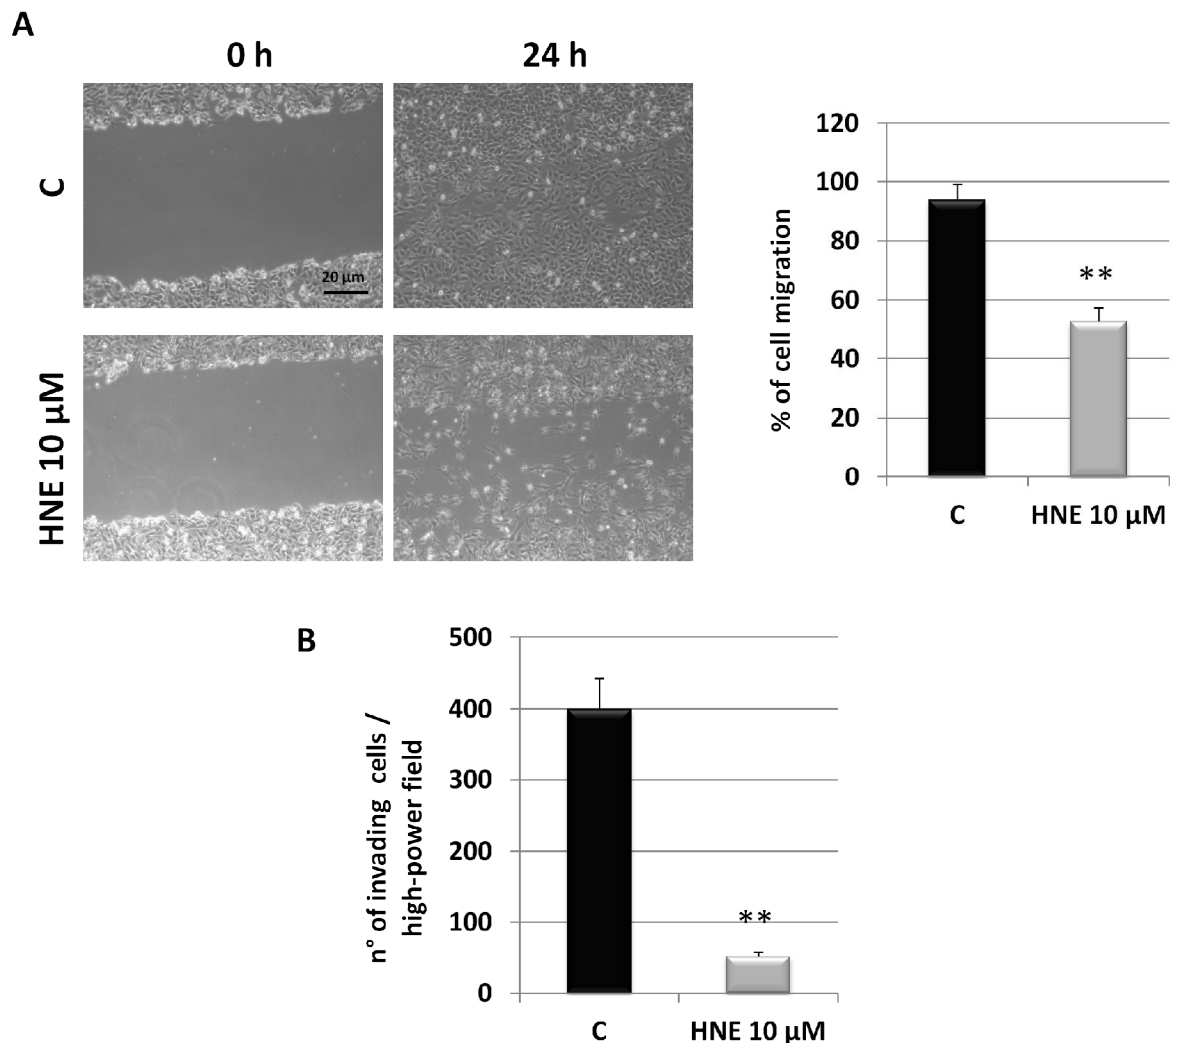 A
0 h
24 h
C
20 µm
HNE 10 µM
% of cell migration
120
100
80
60
40
20
0
**
C
HNE 10 µM
B
n° of invading cells /
high-power field
500
400
300
200
100
0
**
C
HNE 10 µM